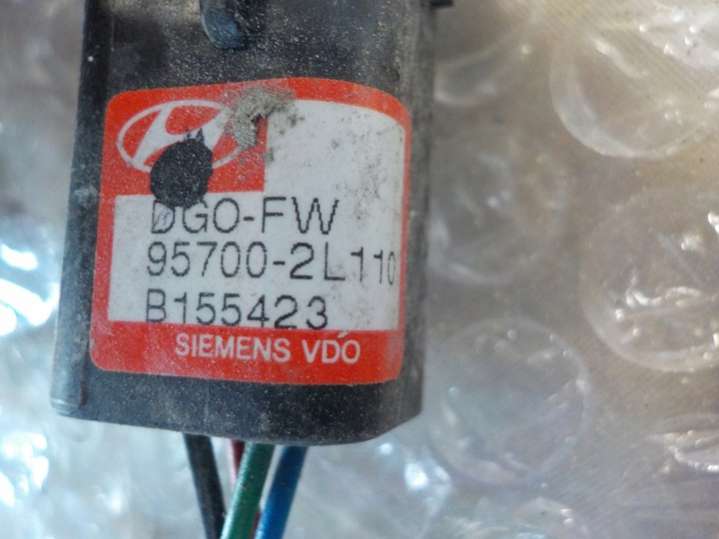 DGO-FW
95700-2L110
B155423
SIEMENS VDO